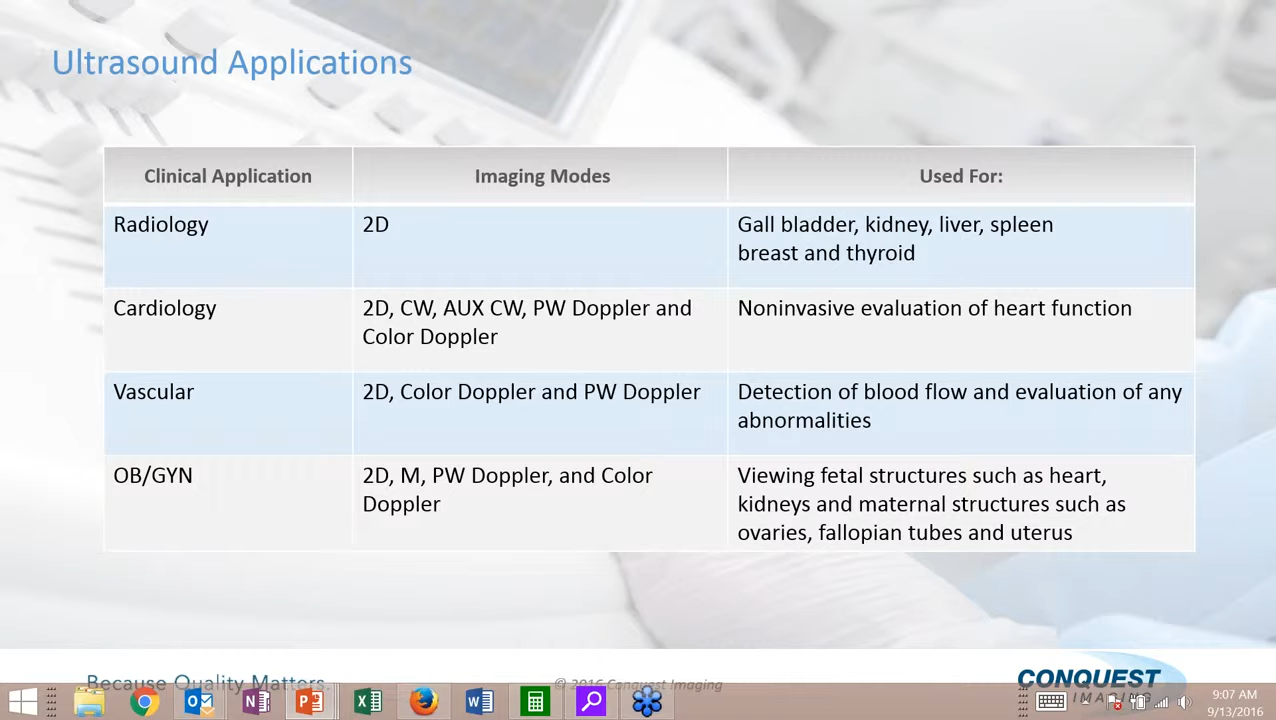 Ultrasound Applications
Clinical Application
Imaging Modes
Used For:
Radiology
2D
Gall bladder, kidney, liver, spleen
breast and thyroid
Cardiology
2D, CW, AUX CW, PW Doppler and
Color Doppler
Noninvasive evaluation of heart function
Vascular
2D, Color Doppler and PW Doppler
Detection of blood flow and evaluation of any
abnormalities
OB/GYN
2D, M, PW Doppler, and Color
Doppler
Viewing fetal structures such as heart,
kidneys and maternal structures such as
ovaries, fallopian tubes and uterus
Because Quality Matters.
© 2016 Conquest Imaging
CONQUEST
IMAGING
9:07 AM
9/13/2016